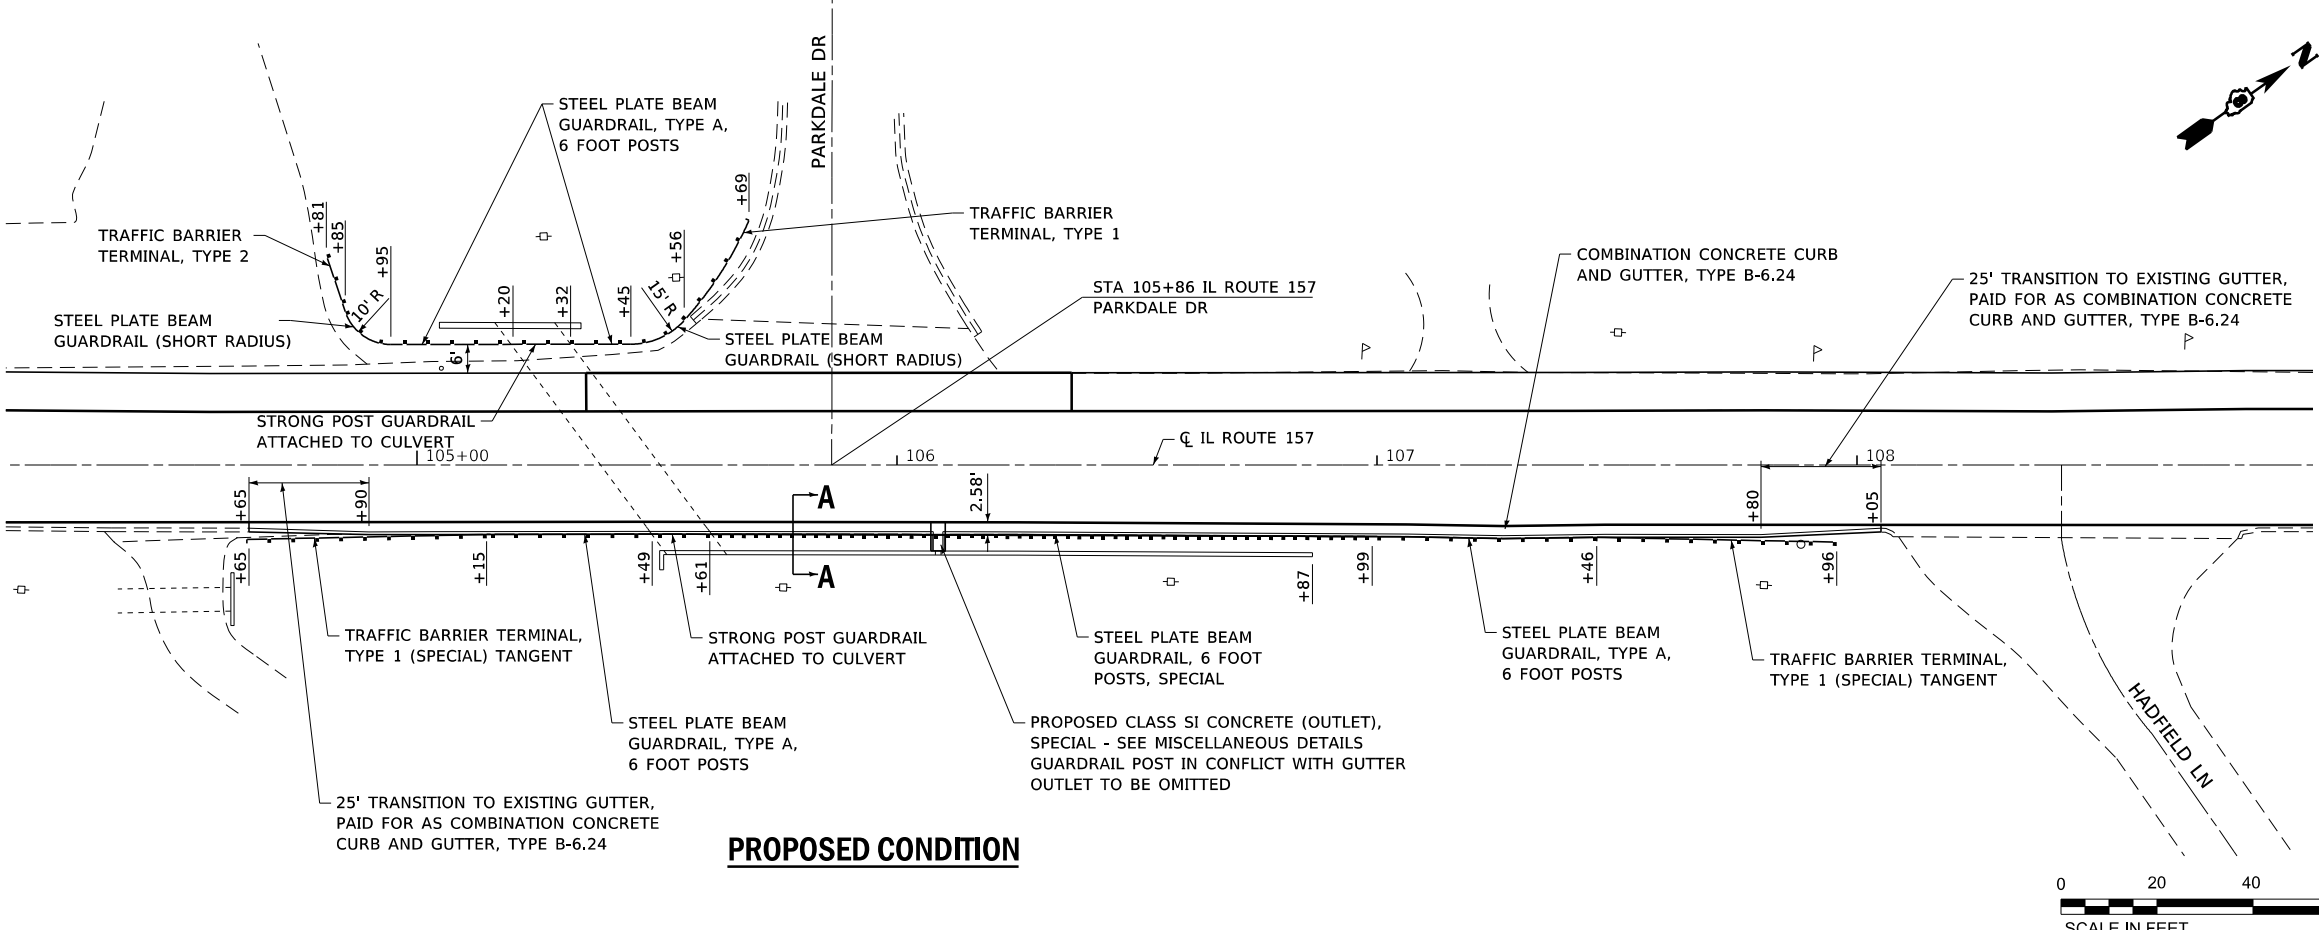 PARKDALE DR
N
STEEL PLATE BEAM
GUARDRAIL, TYPE A,
6 FOOT POSTS
+81
+85
+95
+20
+32
+45
+56
+69
TRAFFIC BARRIER
TERMINAL, TYPE 2
TRAFFIC BARRIER
TERMINAL, TYPE 1
10' R
15' R
STEEL PLATE BEAM
GUARDRAIL (SHORT RADIUS)
STEEL PLATE BEAM
GUARDRAIL (SHORT RADIUS)
6'
STA 105+86 IL ROUTE 157
PARKDALE DR
COMBINATION CONCRETE CURB
AND GUTTER, TYPE B-6.24
25' TRANSITION TO EXISTING GUTTER,
PAID FOR AS COMBINATION CONCRETE
CURB AND GUTTER, TYPE B-6.24
STRONG POST GUARDRAIL
ATTACHED TO CULVERT
℄ IL ROUTE 157
105+00
106
107
108
+65
+90
A
2.58'
+80
+05
+65
+15
+49
+61
A
+87
+99
+46
+96
TRAFFIC BARRIER TERMINAL,
TYPE 1 (SPECIAL) TANGENT
STRONG POST GUARDRAIL
ATTACHED TO CULVERT
STEEL PLATE BEAM
GUARDRAIL, 6 FOOT
POSTS, SPECIAL
STEEL PLATE BEAM
GUARDRAIL, TYPE A,
6 FOOT POSTS
TRAFFIC BARRIER TERMINAL,
TYPE 1 (SPECIAL) TANGENT
HADFIELD LN
STEEL PLATE BEAM
GUARDRAIL, TYPE A,
6 FOOT POSTS
PROPOSED CLASS SI CONCRETE (OUTLET),
SPECIAL - SEE MISCELLANEOUS DETAILS
GUARDRAIL POST IN CONFLICT WITH GUTTER
OUTLET TO BE OMITTED
25' TRANSITION TO EXISTING GUTTER,
PAID FOR AS COMBINATION CONCRETE
CURB AND GUTTER, TYPE B-6.24
PROPOSED CONDITION
0 20 40
SCALE IN FEET